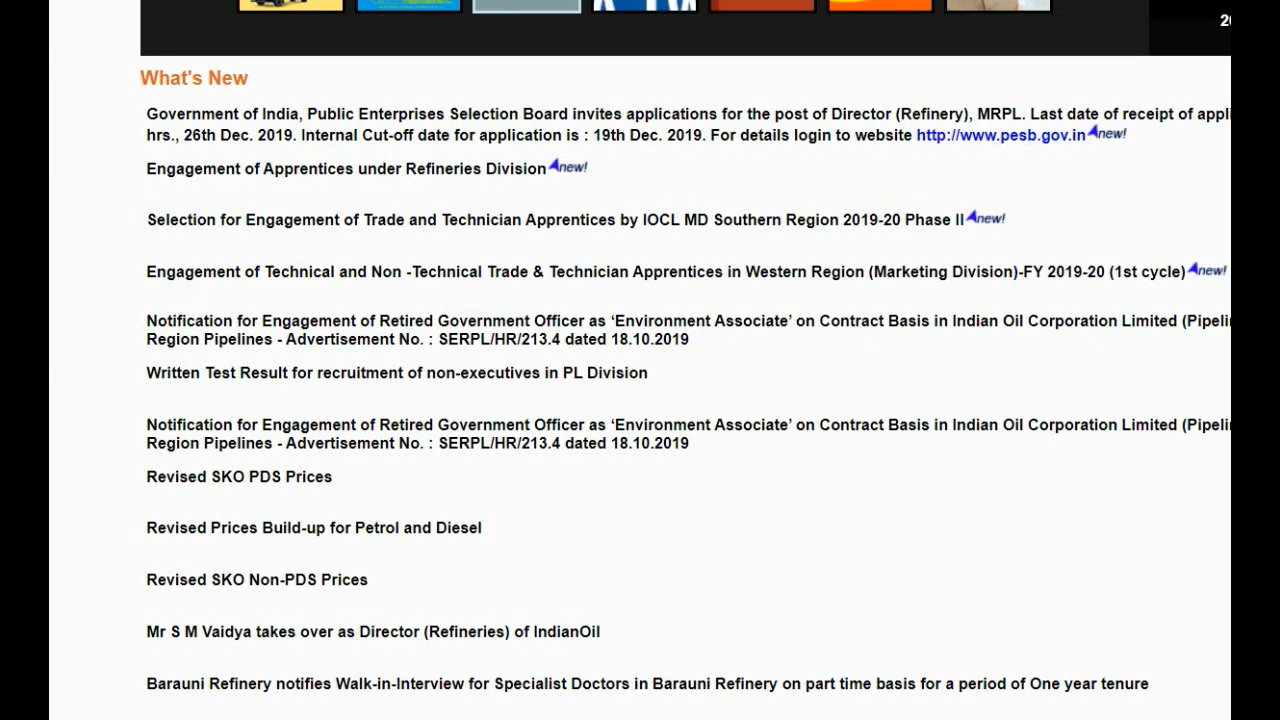 What's New
Government of India, Public Enterprises Selection Board invites applications for the post of Director (Refinery), MRPL. Last date of receipt of
hrs., 26th Dec. 2019. Internal Cut-off date for application is : 19th Dec. 2019. For details login to website http://www.pesb.gov.in new!
Engagement of Apprentices under Refineries Division new!
Selection for Engagement of Trade and Technician Apprentices by IOCL MD Southern Region 2019-20 Phase II new!
Engagement of Technical and Non -Technical Trade & Technician Apprentices in Western Region (Marketing Division)-FY 2019-20 (1st cycle) new!
Notification for Engagement of Retired Government Officer as ‘Environment Associate’ on Contract Basis in Indian Oil Corporation Limited
Region Pipelines - Advertisement No. : SERPL/HR/213.4 dated 18.10.2019
Written Test Result for recruitment of non-executives in PL Division
Notification for Engagement of Retired Government Officer as ‘Environment Associate’ on Contract Basis in Indian Oil Corporation Limited
Region Pipelines - Advertisement No. : SERPL/HR/213.4 dated 18.10.2019
Revised SKO PDS Prices
Revised Prices Build-up for Petrol and Diesel
Revised SKO Non-PDS Prices
Mr S M Vaidya takes over as Director (Refineries) of IndianOil
Barauni Refinery notifies Walk-in-Interview for Specialist Doctors in Barauni Refinery on part time basis for a period of One year tenure